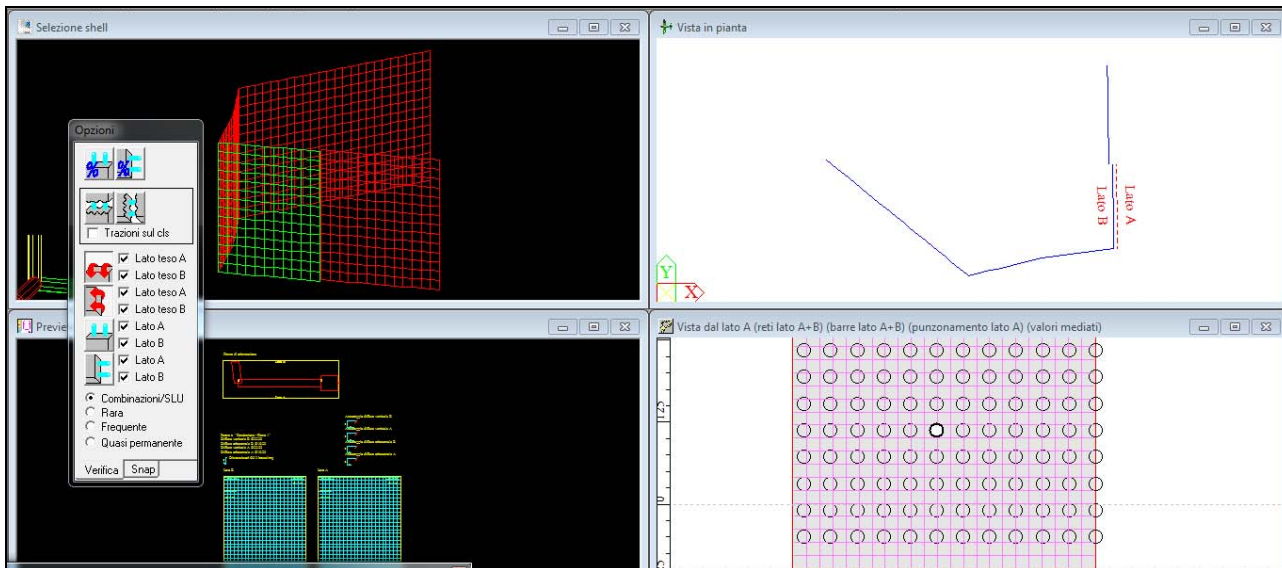 Selezione shell
Vista in pianta
Opzioni
%
%
Trazioni sul cls
Lato teso A
Lato teso B
Lato teso A
Lato teso B
Lato A
Lato B
Lato A
Lato B
Combinazioni/SLU
Rara
Frequente
Quasi permanente
Verifica
Snap
Lato B
Lato A
Y
X
Previe
Vista dal lato A (reti lato A+B) (barre lato A+B) (punzonamento lato A) (valori mediati)
125
0